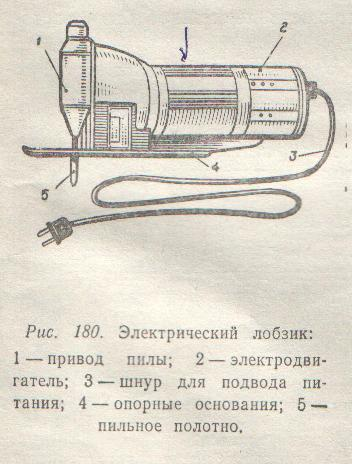 1
2
3
4
5
Рис. 180. Электрический лобзик:
1 — привод пилы; 2 — электродви-
гатель; 3 — шнур для подвода пи-
тания; 4 — опорные основания; 5 —
пильное полотно.